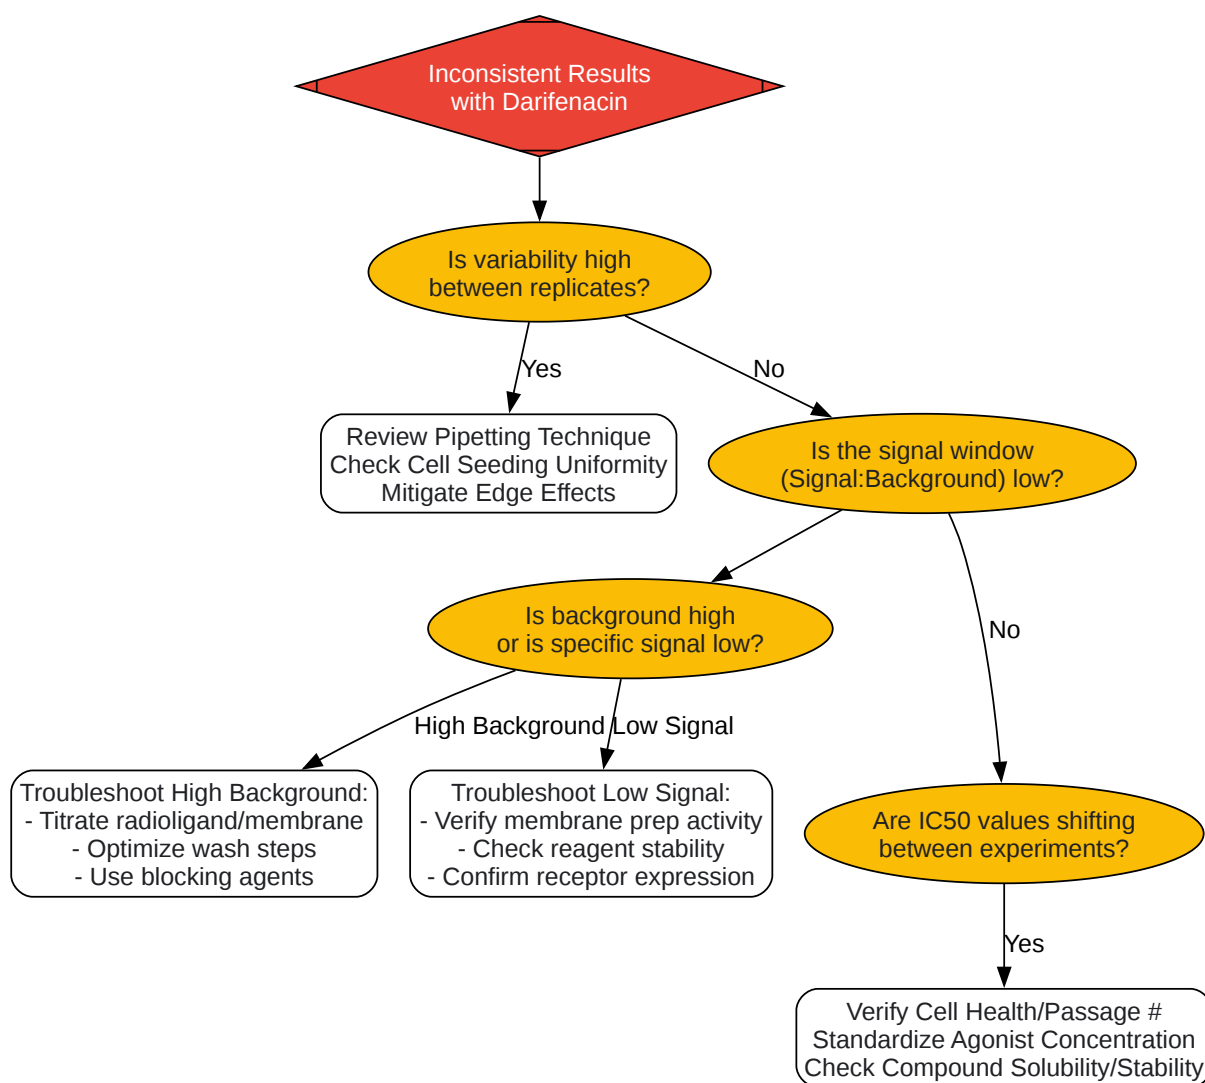 Inconsistent Results
with Darifenacin
Is variability high
between replicates?
Yes
No
Review Pipetting Technique
Check Cell Seeding Uniformity
Mitigate Edge Effects
Is the signal window
(Signal:Background) low?
Is background high
or is specific signal low?
No
High Background
Low Signal
Troubleshoot High Background:
- Titrate radioligand/membrane
- Optimize wash steps
- Use blocking agents
Troubleshoot Low Signal:
- Verify membrane prep activity
- Check reagent stability
- Confirm receptor expression
Are IC50 values shifting
between experiments?
Yes
Verify Cell Health/Passage #
Standardize Agonist Concentration
Check Compound Solubility/Stability